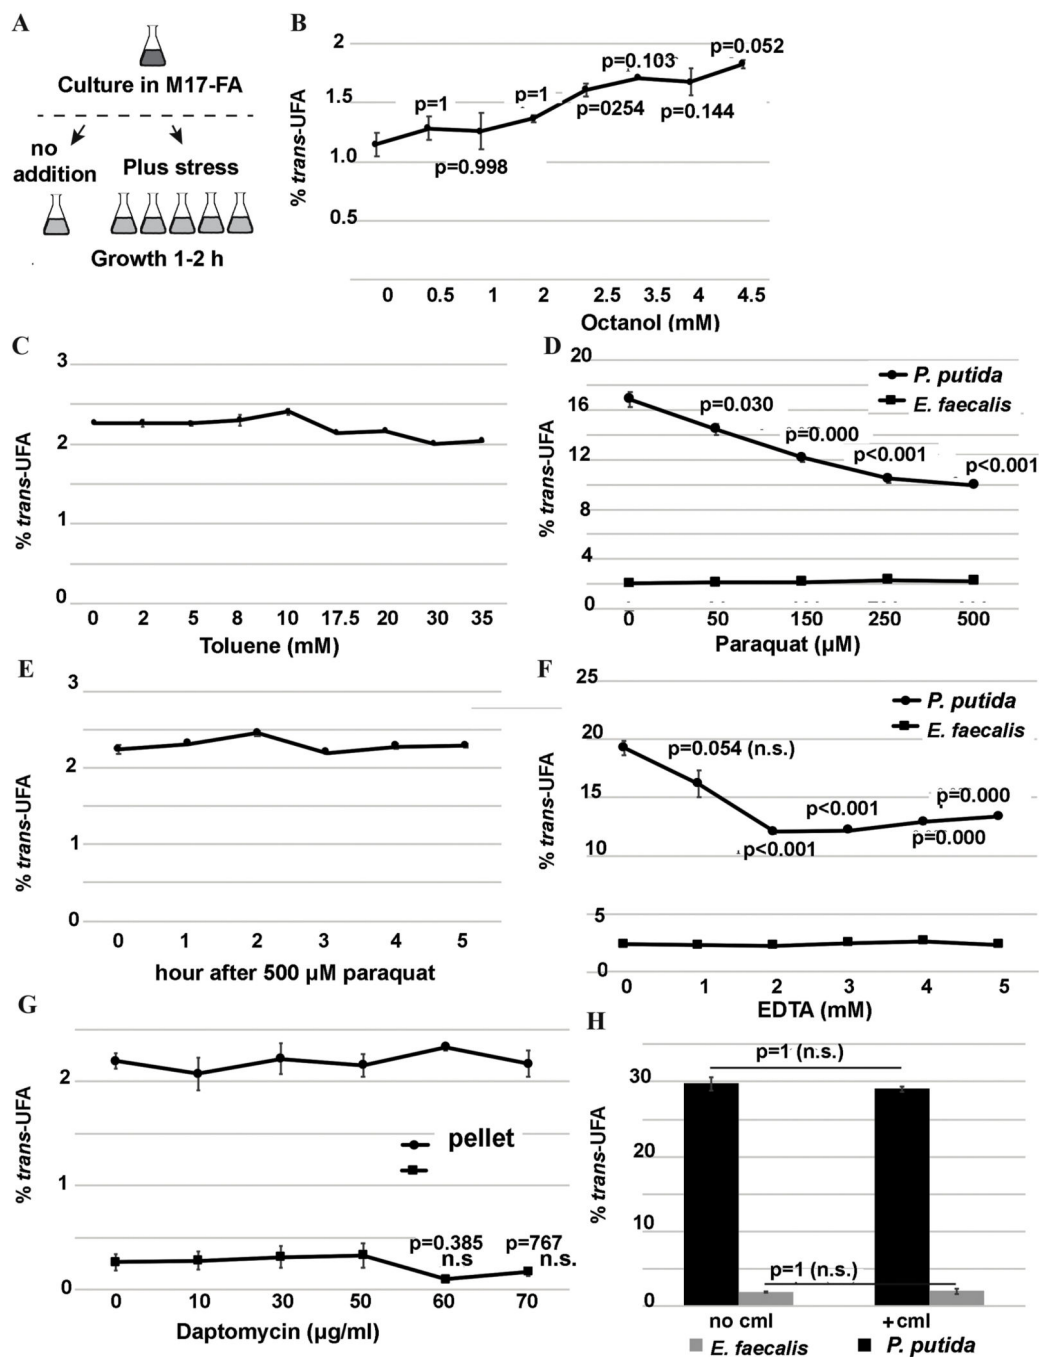 A
Culture in M17-FA
no
addition
Plus stress
Growth 1-2 h
B
% trans-UFA
2
1.5
1.0
0.5
p=1
p=0.998
p=1
p=0254
p=0.103
p=0.144
p=0.052
0 0.5 1 2 2.5 3.5 4 4.5
Octanol (mM)
C
% trans-UFA
3
2
1
0
0 2 5 8 10 17.5 20 30 35
Toluene (mM)
D
% trans-UFA
20
16
12
8
4
0
P. putida
E. faecalis
p=0.030
p=0.000
p<0.001
p<0.001
0 50 150 250 500
Paraquat (µM)
E
% trans-UFA
3
2
1
0
0 1 2 3 4 5
hour after 500 µM paraquat
F
% trans-UFA
25
20
15
10
5
0
P. putida
E. faecalis
p=0.054 (n.s.)
p<0.001
p<0.001
p=0.000
p=0.000
0 1 2 3 4 5
EDTA (mM)
G
% trans-UFA
2
1
0
pellet
p=0.385
n.s
p=767
n.s.
0 10 30 50 60 70
Daptomycin (µg/ml)
H
% trans-UFA
30
20
10
0
p=1 (n.s.)
p=1 (n.s.)
no cml +cml
E. faecalis P. putida